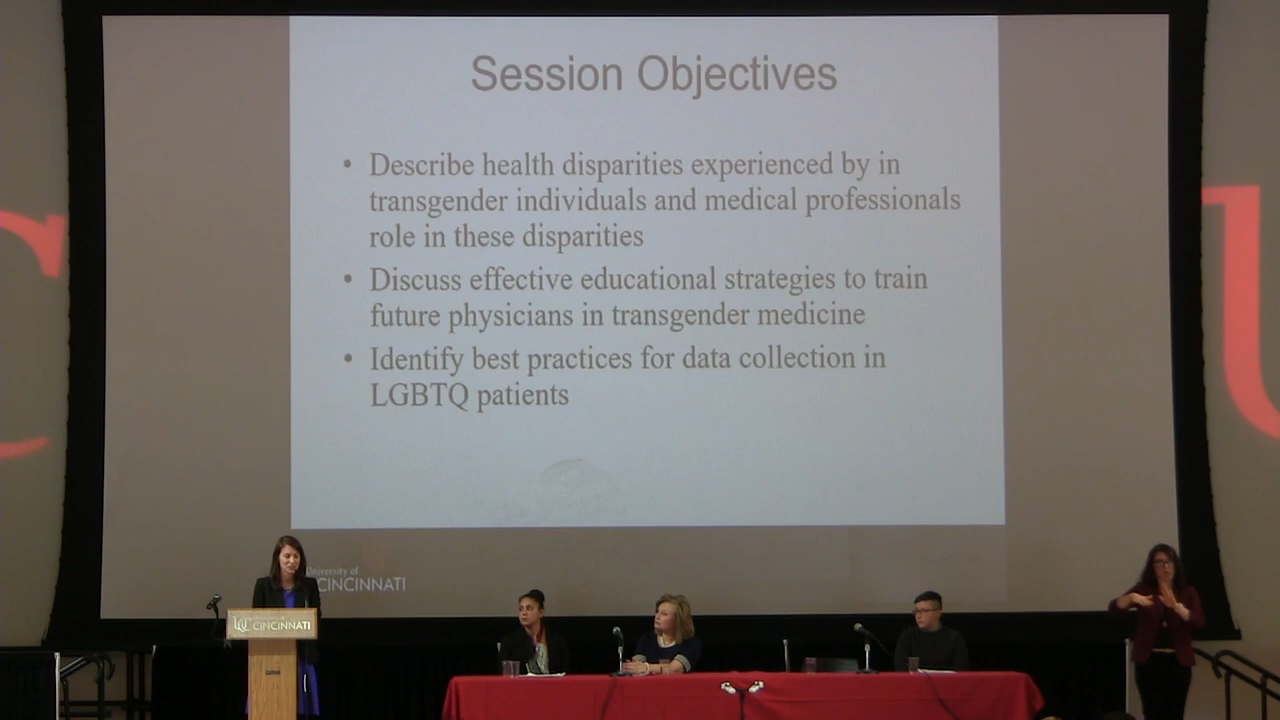 Session Objectives
• Describe health disparities experienced by in
transgender individuals and medical professionals
role in these disparities
• Discuss effective educational strategies to train
future physicians in transgender medicine
• Identify best practices for data collection in
LGBTQ patients
University of
CINCINNATI
UC
CINCINNATI
C
U